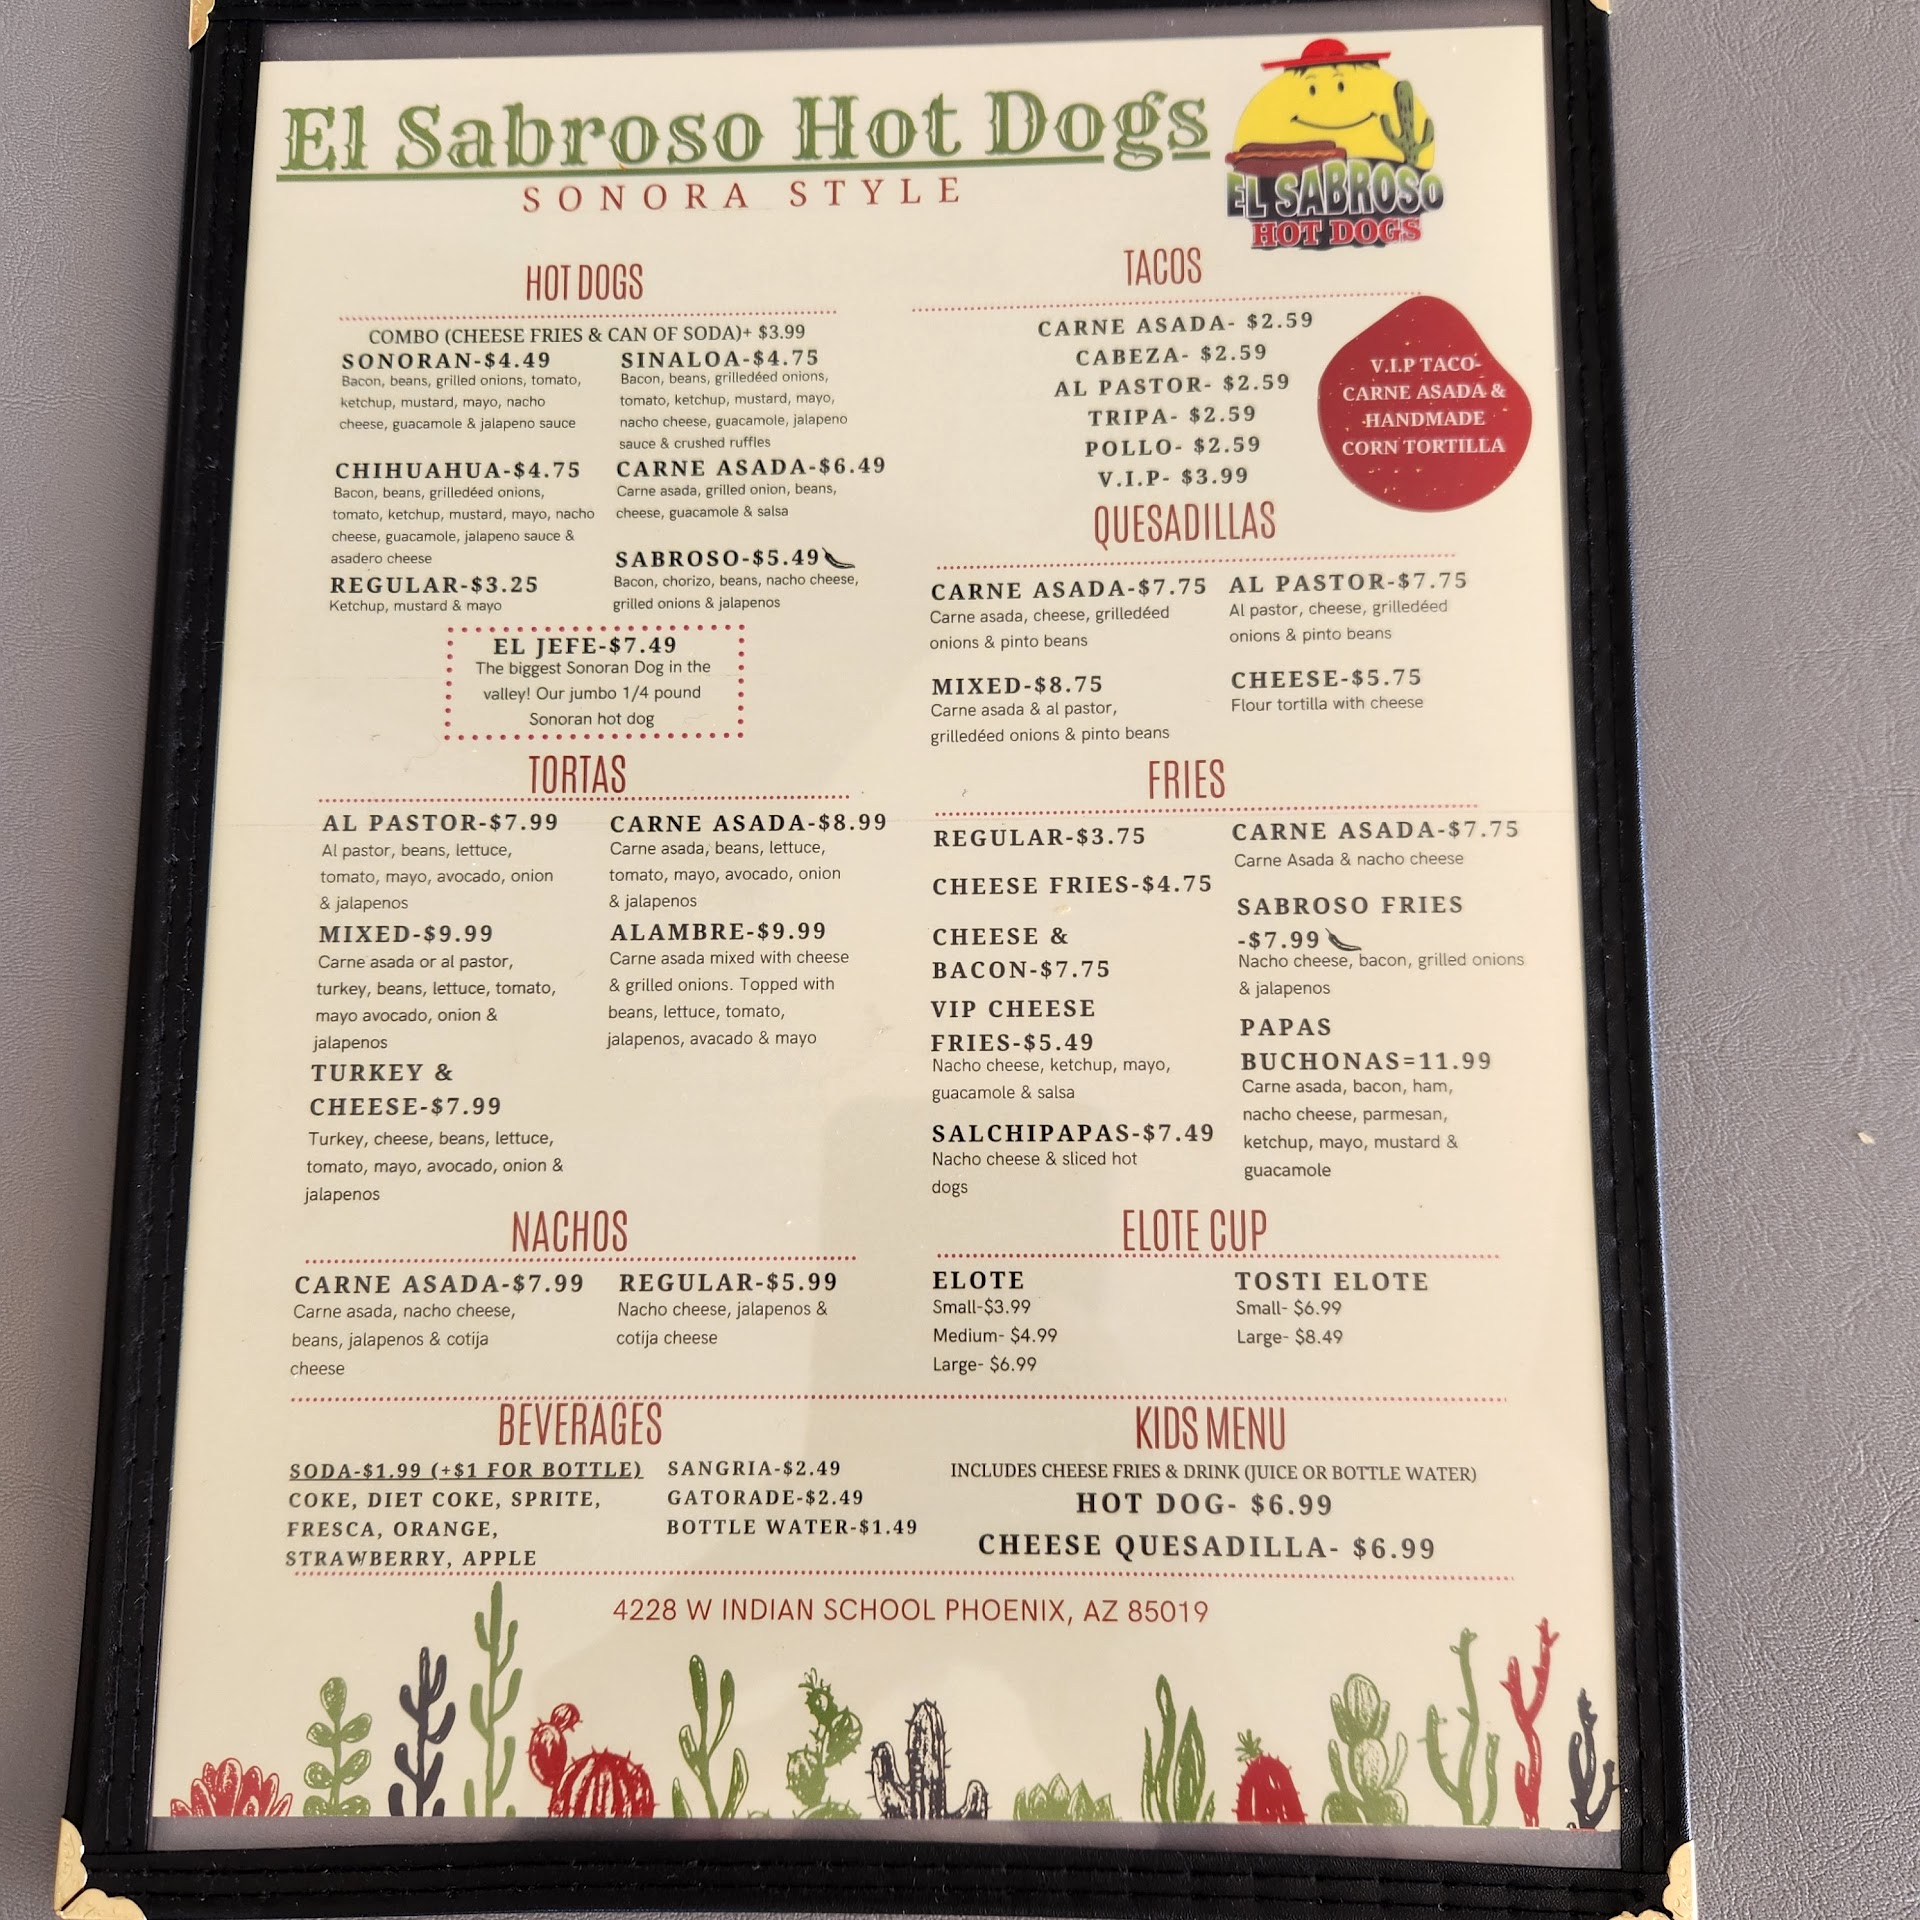 El Sabroso Hot Dogs
SONORA STYLE
EL SABROSO
HOT DOGS
HOT DOGS
COMBO (CHEESE FRIES & CAN OF SODA)+ $3.99
SONORAN-$4.49
Bacon, beans, grilled onions, tomato,
ketchup, mustard, mayo, nacho
cheese, guacamole & jalapeno sauce
SINALOA-$4.75
Bacon, beans, grilledéed onions,
tomato, ketchup, mustard, mayo,
nacho cheese, guacamole, jalapeno
sauce & crushed ruffles
CHIHUAHUA-$4.75
Bacon, beans, grilledéed onions,
tomato, ketchup, mustard, mayo, nacho
cheese, guacamole, jalapeno sauce &
asadero cheese
CARNE ASADA-$6.49
Carne asada, grilled onion, beans,
cheese, guacamole & salsa
REGULAR-$3.25
Ketchup, mustard & mayo
SABROSO-$5.49
Bacon, chorizo, beans, nacho cheese,
grilled onions & jalapenos
EL JEFE-$7.49
The biggest Sonoran Dog in the
valley! Our jumbo 1/4 pound
Sonoran hot dog
TACOS
CARNE ASADA- $2.59
CABEZA- $2.59
AL PASTOR- $2.59
TRIPA- $2.59
POLLO- $2.59
V.I.P- $3.99
V.I.P TACO-
CARNE ASADA &
HANDMADE
CORN TORTILLA
QUESADILLAS
CARNE ASADA-$7.75
Carne asada, cheese, grilledéed
onions & pinto beans
AL PASTOR-$7.75
Al pastor, cheese, grilledéed
onions & pinto beans
MIXED-$8.75
Carne asada & al pastor,
grilledéed onions & pinto beans
CHEESE-$5.75
Flour tortilla with cheese
TORTAS
AL PASTOR-$7.99
Al pastor, beans, lettuce,
tomato, mayo, avocado, onion
& jalapenos
CARNE ASADA-$8.99
Carne asada, beans, lettuce,
tomato, mayo, avocado, onion
& jalapenos
MIXED-$9.99
Carne asada or al pastor,
turkey, beans, lettuce, tomato,
mayo avocado, onion &
jalapenos
ALAMBRE-$9.99
Carne asada mixed with cheese
& grilled onions. Topped with
beans, lettuce, tomato,
jalapenos, avacado & mayo
TURKEY &
CHEESE-$7.99
Turkey, cheese, beans, lettuce,
tomato, mayo, avocado, onion &
jalapenos
FRIES
REGULAR-$3.75
CHEESE FRIES-$4.75
CHEESE &
BACON-$7.75
VIP CHEESE
FRIES-$5.49
Nacho cheese, ketchup, mayo,
guacamole & salsa
SALCHIPAPAS-$7.49
Nacho cheese & sliced hot
dogs
CARNE ASADA-$7.75
Carne Asada & nacho cheese
SABROSO FRIES
-$7.99
Nacho cheese, bacon, grilled onions
& jalapenos
PAPAS
BUCHONAS=11.99
Carne asada, bacon, ham,
nacho cheese, parmesan,
ketchup, mayo, mustard &
guacamole
NACHOS
CARNE ASADA-$7.99
Carne asada, nacho cheese,
beans, jalapenos & cotija
cheese
REGULAR-$5.99
Nacho cheese, jalapenos &
cotija cheese
ELOTE CUP
ELOTE
Small-$3.99
Medium- $4.99
Large- $6.99
TOSTI ELOTE
Small- $6.99
Large- $8.49
BEVERAGES
SODA-$1.99 (+$1 FOR BOTTLE)
COKE, DIET COKE, SPRITE,
FRESCA, ORANGE,
STRAWBERRY, APPLE
SANGRIA-$2.49
GATORADE-$2.49
BOTTLE WATER-$1.49
KIDS MENU
INCLUDES CHEESE FRIES & DRINK (JUICE OR BOTTLE WATER)
HOT DOG- $6.99
CHEESE QUESADILLA- $6.99
4228 W INDIAN SCHOOL PHOENIX, AZ 85019